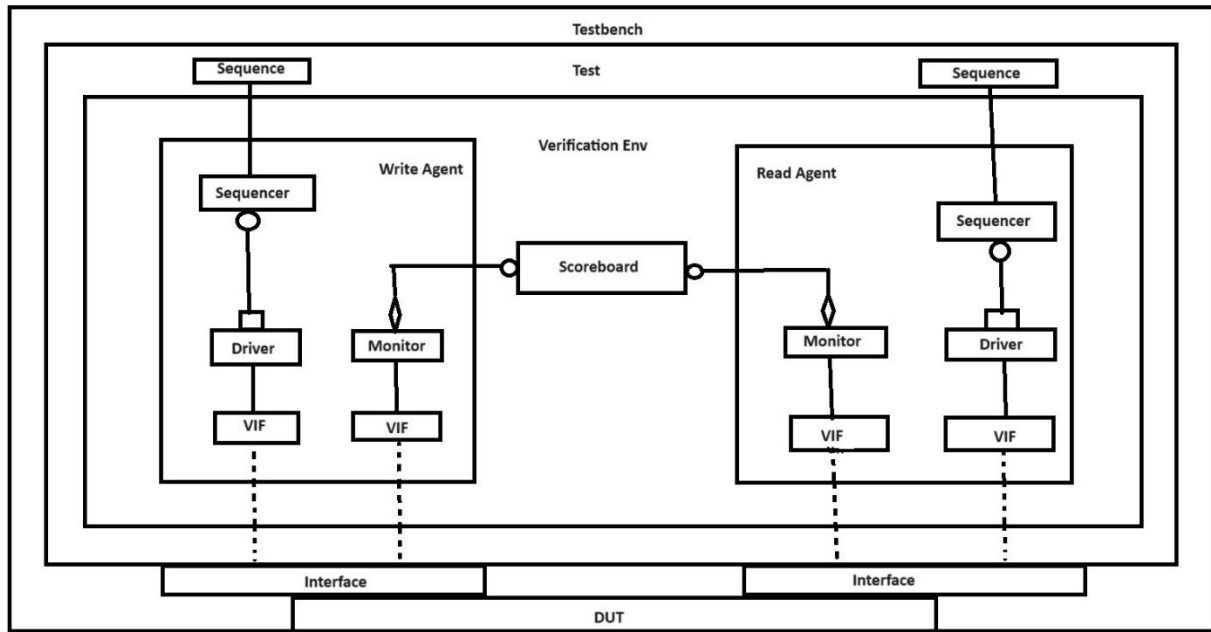 Testbench
Sequence
Test
Sequence
Verification Env
Write Agent
Read Agent
Sequencer
Sequencer
Scoreboard
Driver
Monitor
Monitor
Driver
VIF
VIF
VIF
VIF
Interface
Interface
DUT